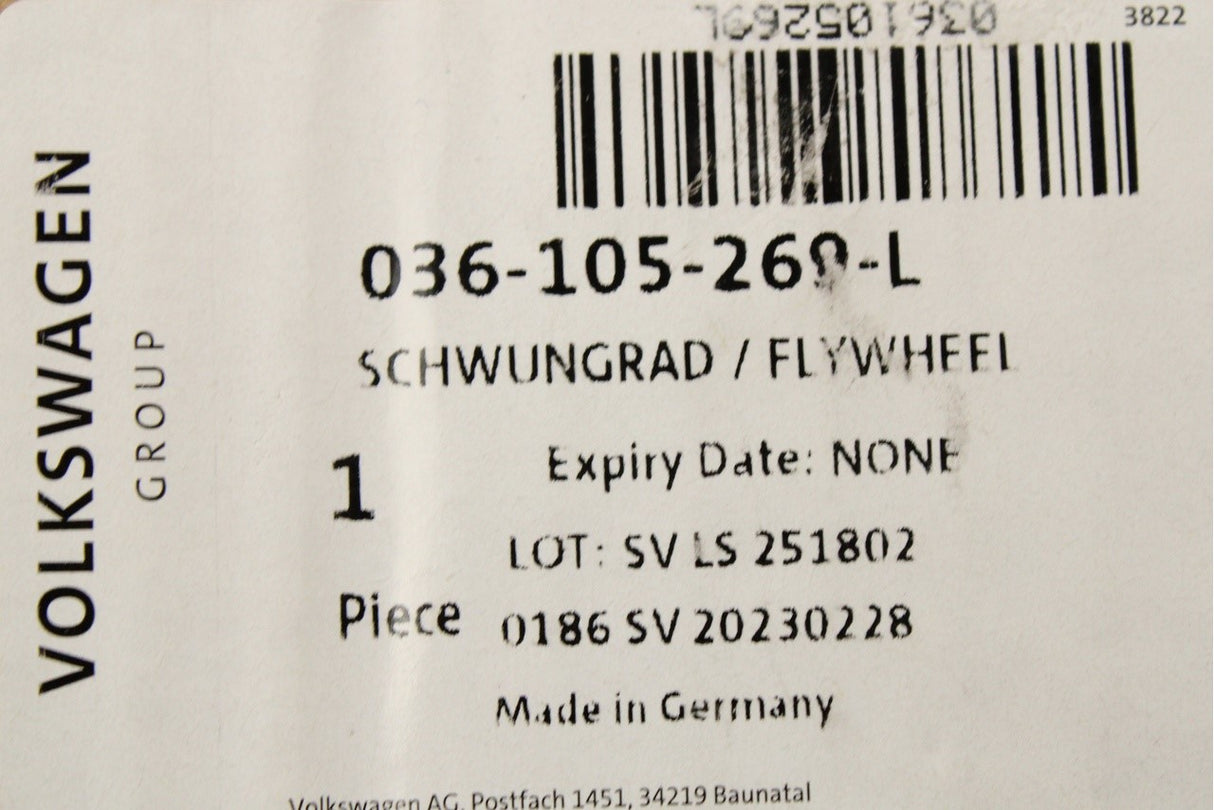 036105269L
3822
036-105-269-L
SCHWUNGRAD / FLYWHEEL
1
Piece
Expiry Date: NONE
LOT: SV LS 251802
0186 SV 20230228
Made in Germany
VOLKSWAGEN
GROUP
Volkswagen AG, Postfach 1451, 34219 Baunatal